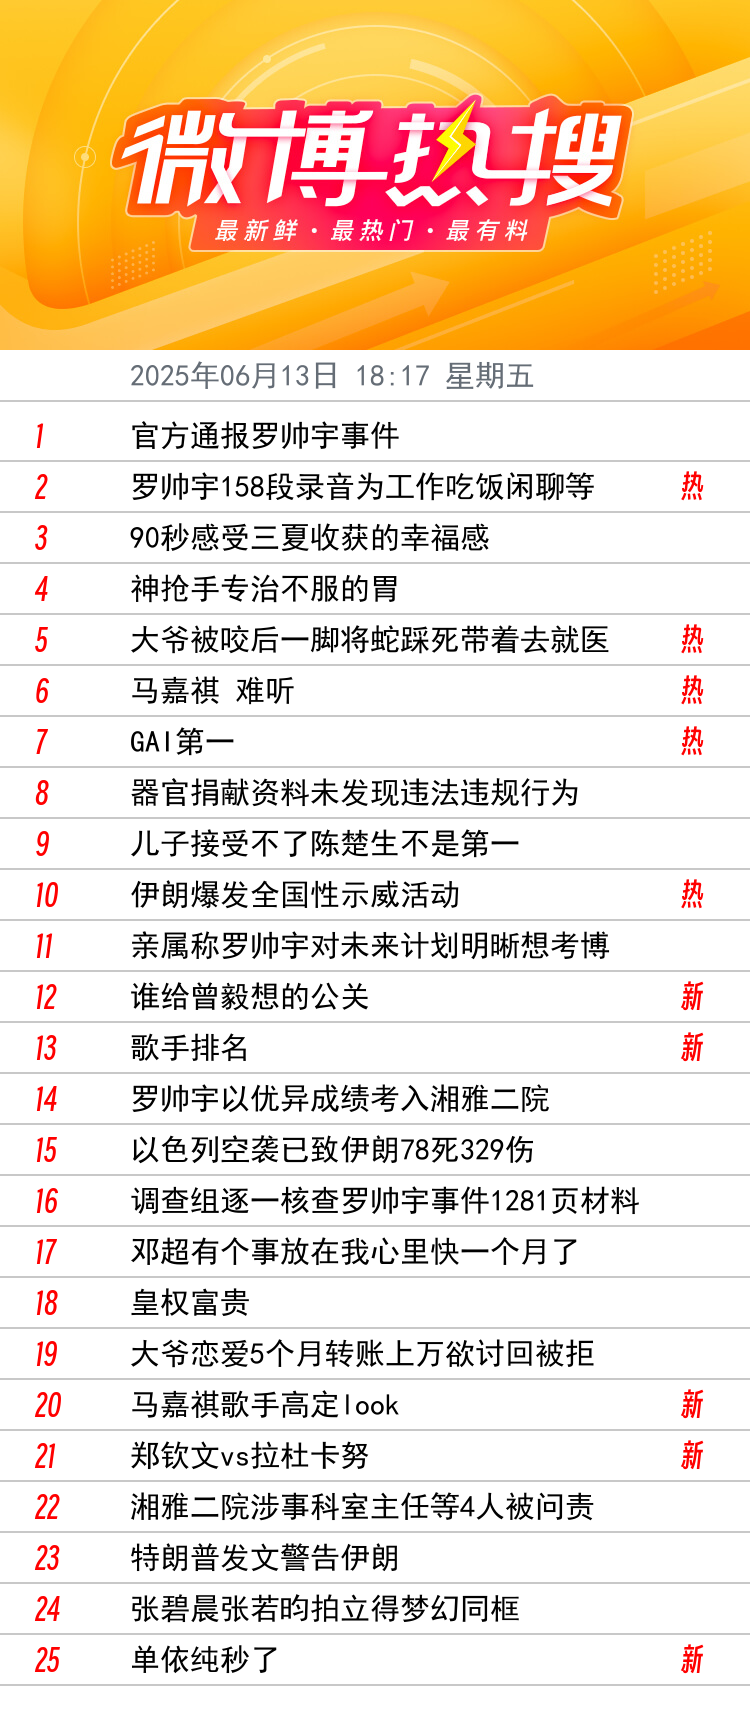 微博热搜
最新鲜·最热门·最有料
2025年06月13日 18:17 星期五
1 官方通报罗帅宇事件
2 罗帅宇158段录音为工作吃饭闲聊等 热
3 90秒感受三夏收获的幸福感
4 神抢手专治不服的胃
5 大爷被咬后一脚将蛇踩死带着去就医 热
6 马嘉祺 难听 热
7 GAI第一 热
8 器官捐献资料未发现违法违规行为
9 儿子接受不了陈楚生不是第一
10 伊朗爆发全国性示威活动 热
11 亲属称罗帅宇对未来计划明晰想考博
12 谁给曾毅想的公关 新
13 歌手排名 新
14 罗帅宇以优异成绩考入湘雅二院
15 以色列空袭已致伊朗78死329伤
16 调查组逐一核查罗帅宇事件1281页材料
17 邓超有个事放在我心里快一个月了
18 皇权富贵
19 大爷恋爱5个月转账上万欲讨回被拒
20 马嘉祺歌手高定look 新
21 郑钦文vs拉杜卡努 新
22 湘雅二院涉事科室主任等4人被问责
23 特朗普发文警告伊朗
24 张碧晨张若昀拍立得梦幻同框
25 单依纯秒了 新